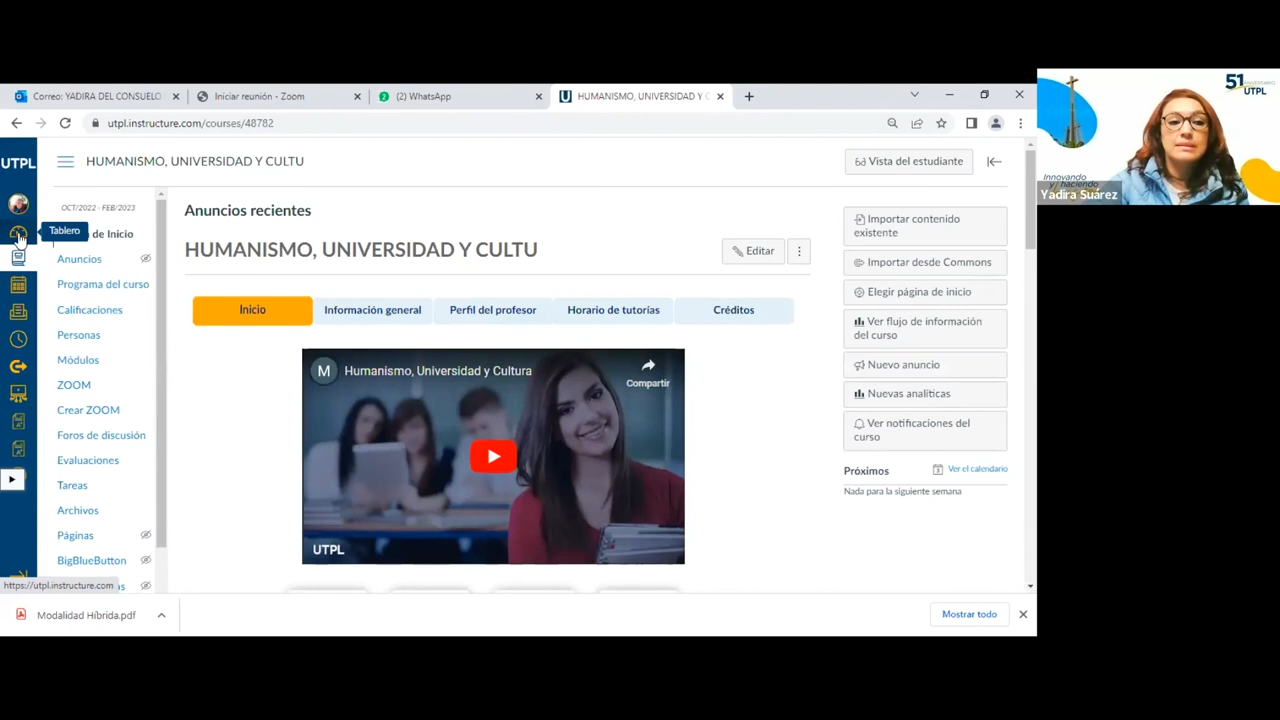 Correo: YADIRA DEL CONSUELO
Iniciar reunión - Zoom
(2) WhatsApp
HUMANISMO, UNIVERSIDAD Y C
utpl.instructure.com/courses/48782
UTPL
HUMANISMO, UNIVERSIDAD Y CULTU
Vista del estudiante
OCT/2022 - FEB/2023
Tablero
de Inicio
Anuncios
Programa del curso
Calificaciones
Personas
Módulos
ZOOM
Crear ZOOM
Foros de discusión
Evaluaciones
Tareas
Archivos
Páginas
BigBlueButton
as
https://utpl.instructure.com
Anuncios recientes
HUMANISMO, UNIVERSIDAD Y CULTU
Editar
Inicio
Información general
Perfil del profesor
Horario de tutorías
Créditos
M
Humanismo, Universidad y Cultura
Compartir
UTPL
Importar contenido
existente
Importar desde Commons
Elegir página de inicio
Ver flujo de información
del curso
Nuevo anuncio
Nuevas analíticas
Ver notificaciones del
curso
Próximos
Ver el calendario
Nada para la siguiente semana
Modalidad Híbrida.pdf
Mostrar todo
51
ANIVERSARIO
UTPL
Innovando
y haciendo
Yadira Suárez